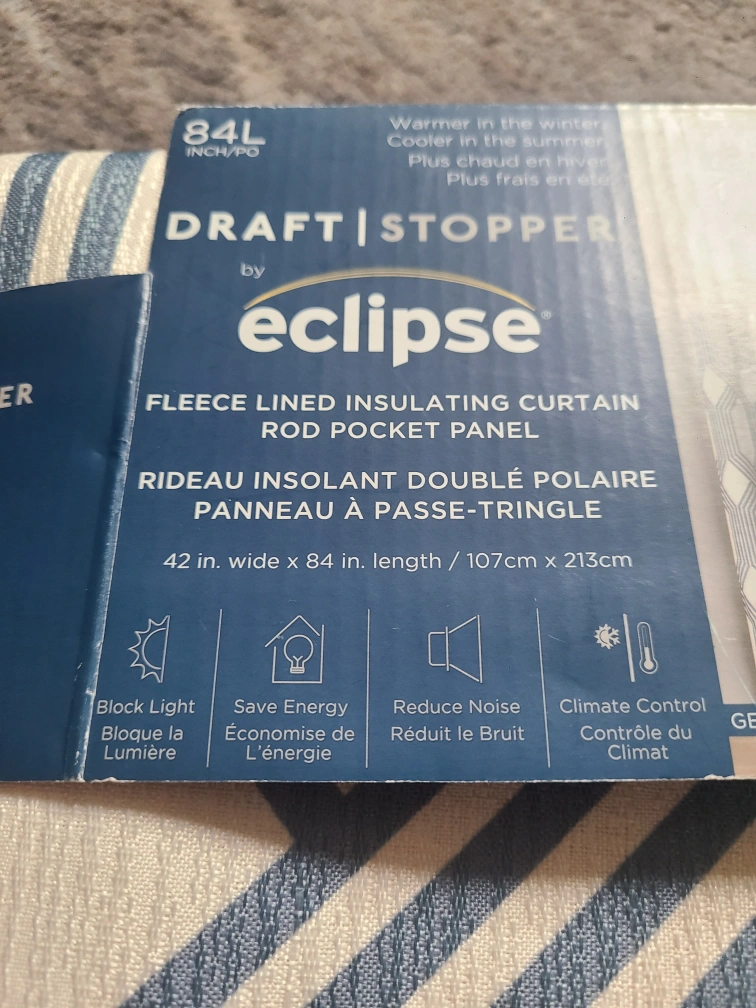 84L
INCH/PO
Warmer in the winter,
Cooler in the summer.
Plus chaud en hiver
Plus frais en été
DRAFT | STOPPER
by
eclipse®
ER
FLEECE LINED INSULATING CURTAIN
ROD POCKET PANEL
RIDEAU INSOLANT DOUBLÉ POLAIRE
PANNEAU À PASSE-TRINGLE
42 in. wide x 84 in. length / 107cm x 213cm
Block Light
Bloque la
Lumière
Save Energy
Économise de
L'énergie
Reduce Noise
Réduit le Bruit
Climate Control
Contrôle du
Climat
GE